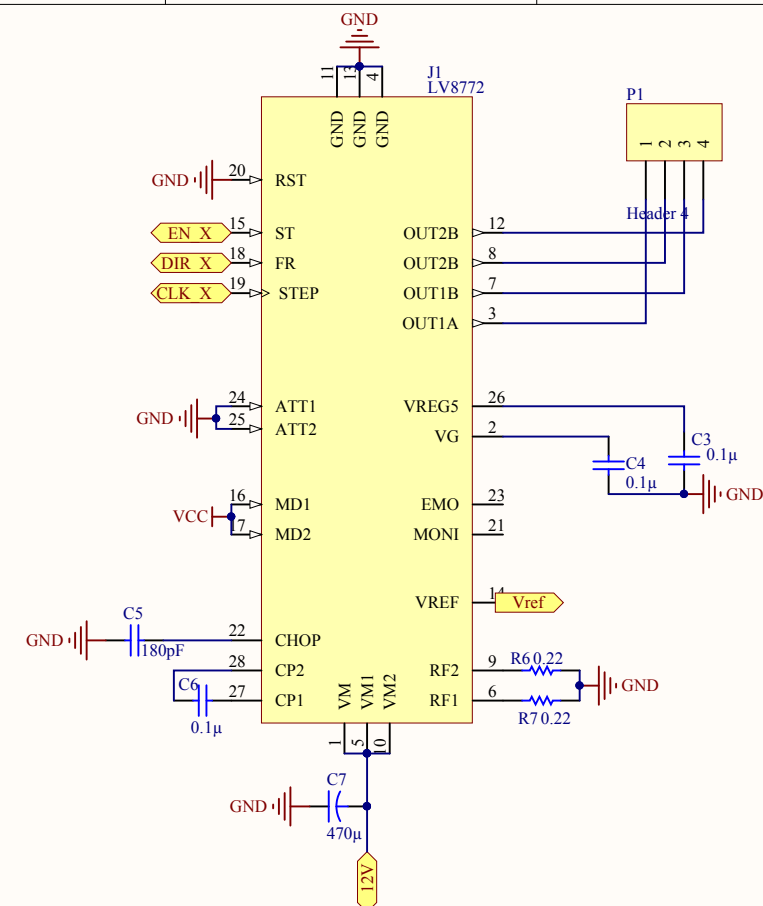 GND
11
13
4
J1
LV8772
P1
GND
GND
GND
1
2
3
4
GND
20
RST
Header 4
EN_X
15
ST
OUT2B
12
DIR_X
18
FR
OUT2B
8
CLK_X
19
STEP
OUT1B
7
OUT1A
3
24
ATT1
VREG5
26
GND
25
ATT2
VG
2
C3
0.1µ
C4
0.1µ
GND
16
MD1
EMO
23
VCC
17
MD2
MONI
21
VREF
14
Vref
C5
GND
180pF
22
CHOP
28
CP2
RF2
9
R6 0.22
C6
27
CP1
VM
VM1
VM2
RF1
6
GND
0.1µ
R7 0.22
1
5
10
C7
GND
470µ
12V